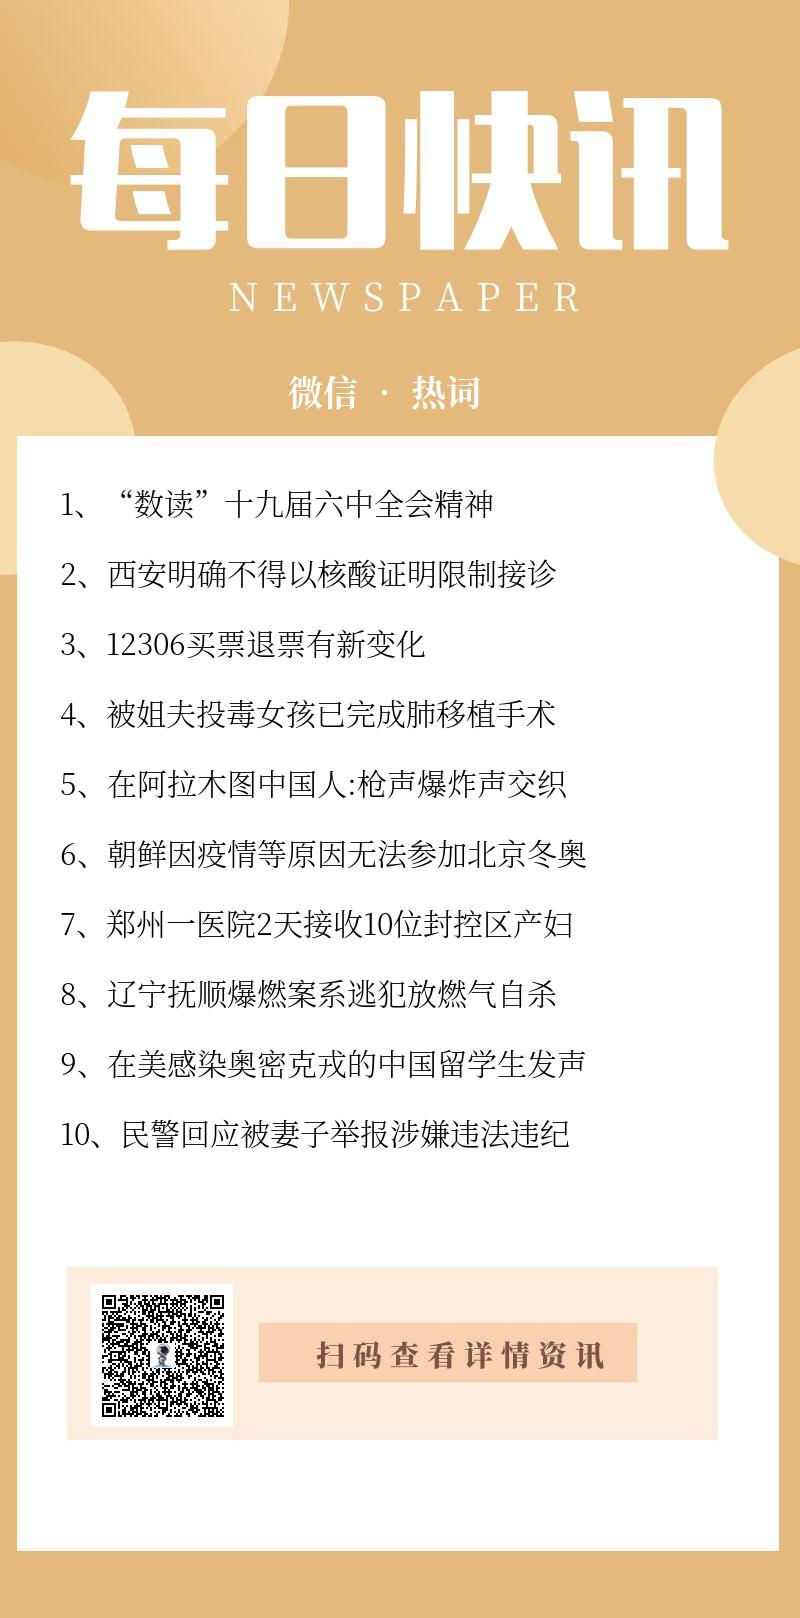 每日快讯
NEWSPAPER
微信 · 热词
1、“数读”十九届六中全会精神
2、西安明确不得以核酸证明限制接诊
3、12306买票退票有新变化
4、被姐夫投毒女孩已完成肺移植手术
5、在阿拉木图中国人:枪声爆炸声交织
6、朝鲜因疫情等原因无法参加北京冬奥
7、郑州一医院2天接收10位封控区产妇
8、辽宁抚顺爆燃案系逃犯放燃气自杀
9、在美感染奥密克戎的中国留学生发声
10、民警回应被妻子举报涉嫌违法违纪
扫码查看详情资讯